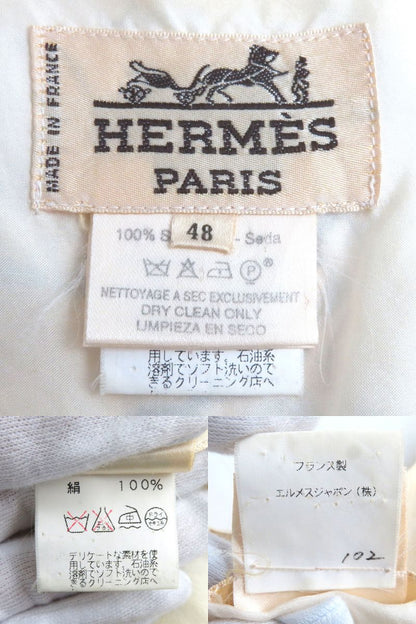 MADE IN FRANCE
HERMÈS
PARIS
48
100% S - Seda
NETTOYAGE A SEC EXCLUSIVEMENT
DRY CLEAN ONLY
LIMPIEZA EN SECO
用しています。石油系
溶剤でソフト洗いので
きるクリーニング店へ
絹 100%
デリケートな素材を使
用しています。石油系
溶剤でソフト洗いので
きるクリーニング店へ
フランス製
エルメスジャポン(株)
102